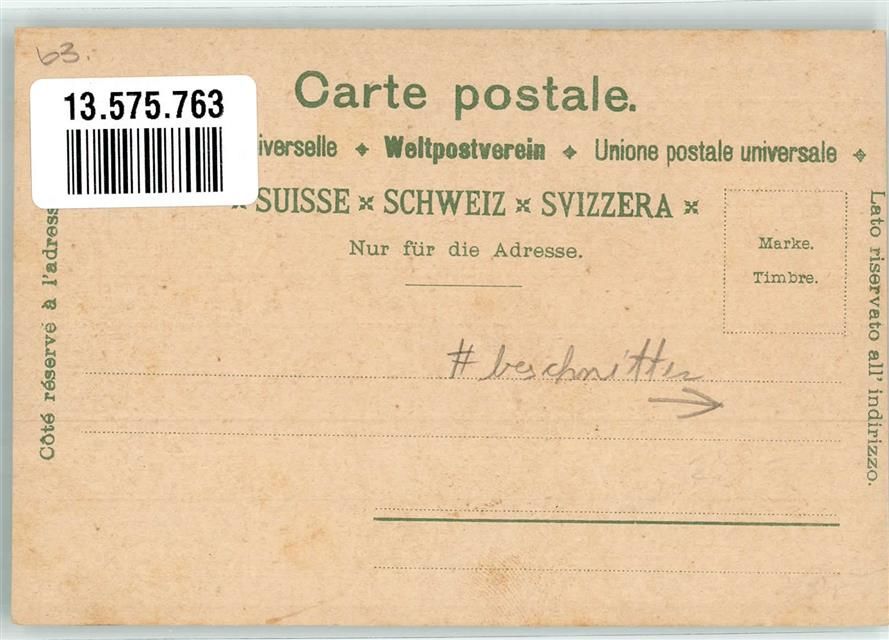 63.
13.575.763
Carte postale.
iverselle ✦ Weltpostverein ✦ Unione postale universale ✦
SUISSE × SCHWEIZ × SVIZZERA ×
Nur für die Adresse.
Marke.
Timbre.
Côté réservé à l'adress
Lato riservato all' indirizzo.
# beschnitten →